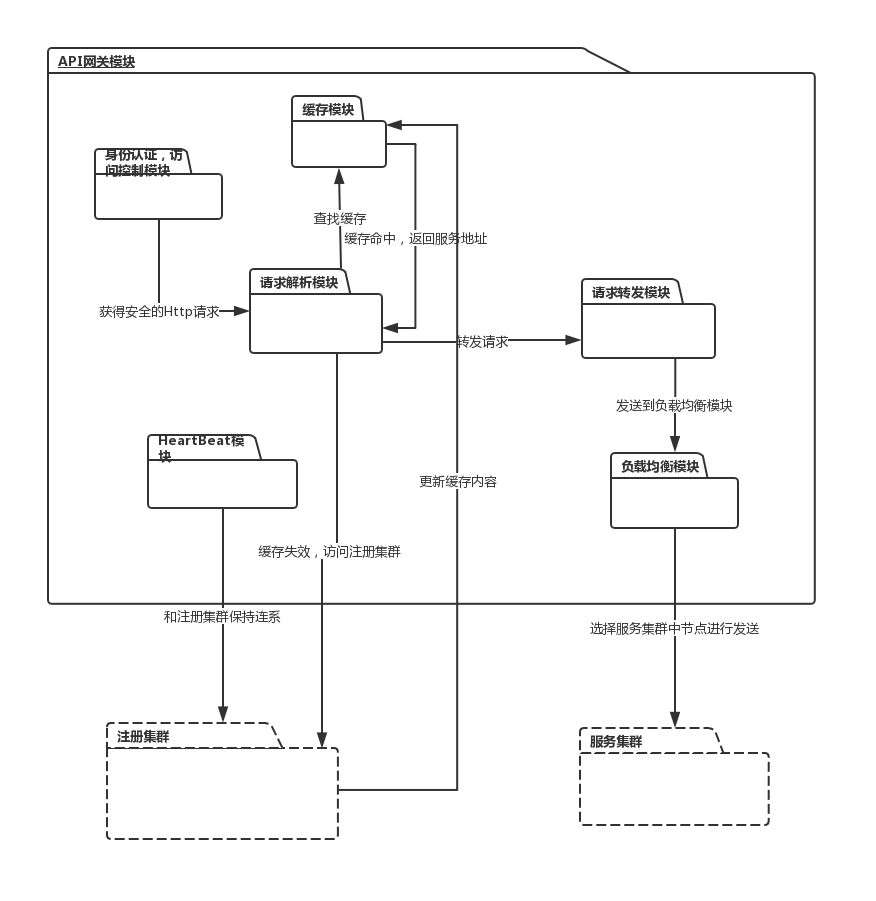 API网关模块
缓存模块
身份认证，访
问控制模块
查找缓存
缓存命中，返回服务地址
请求解析模块
请求转发模块
获得安全的Http请求
转发请求
发送到负载均衡模块
HeartBeat模
块
负载均衡模块
更新缓存内容
缓存失效，访问注册集群
和注册集群保持连系
选择服务集群中节点进行发送
注册集群
服务集群